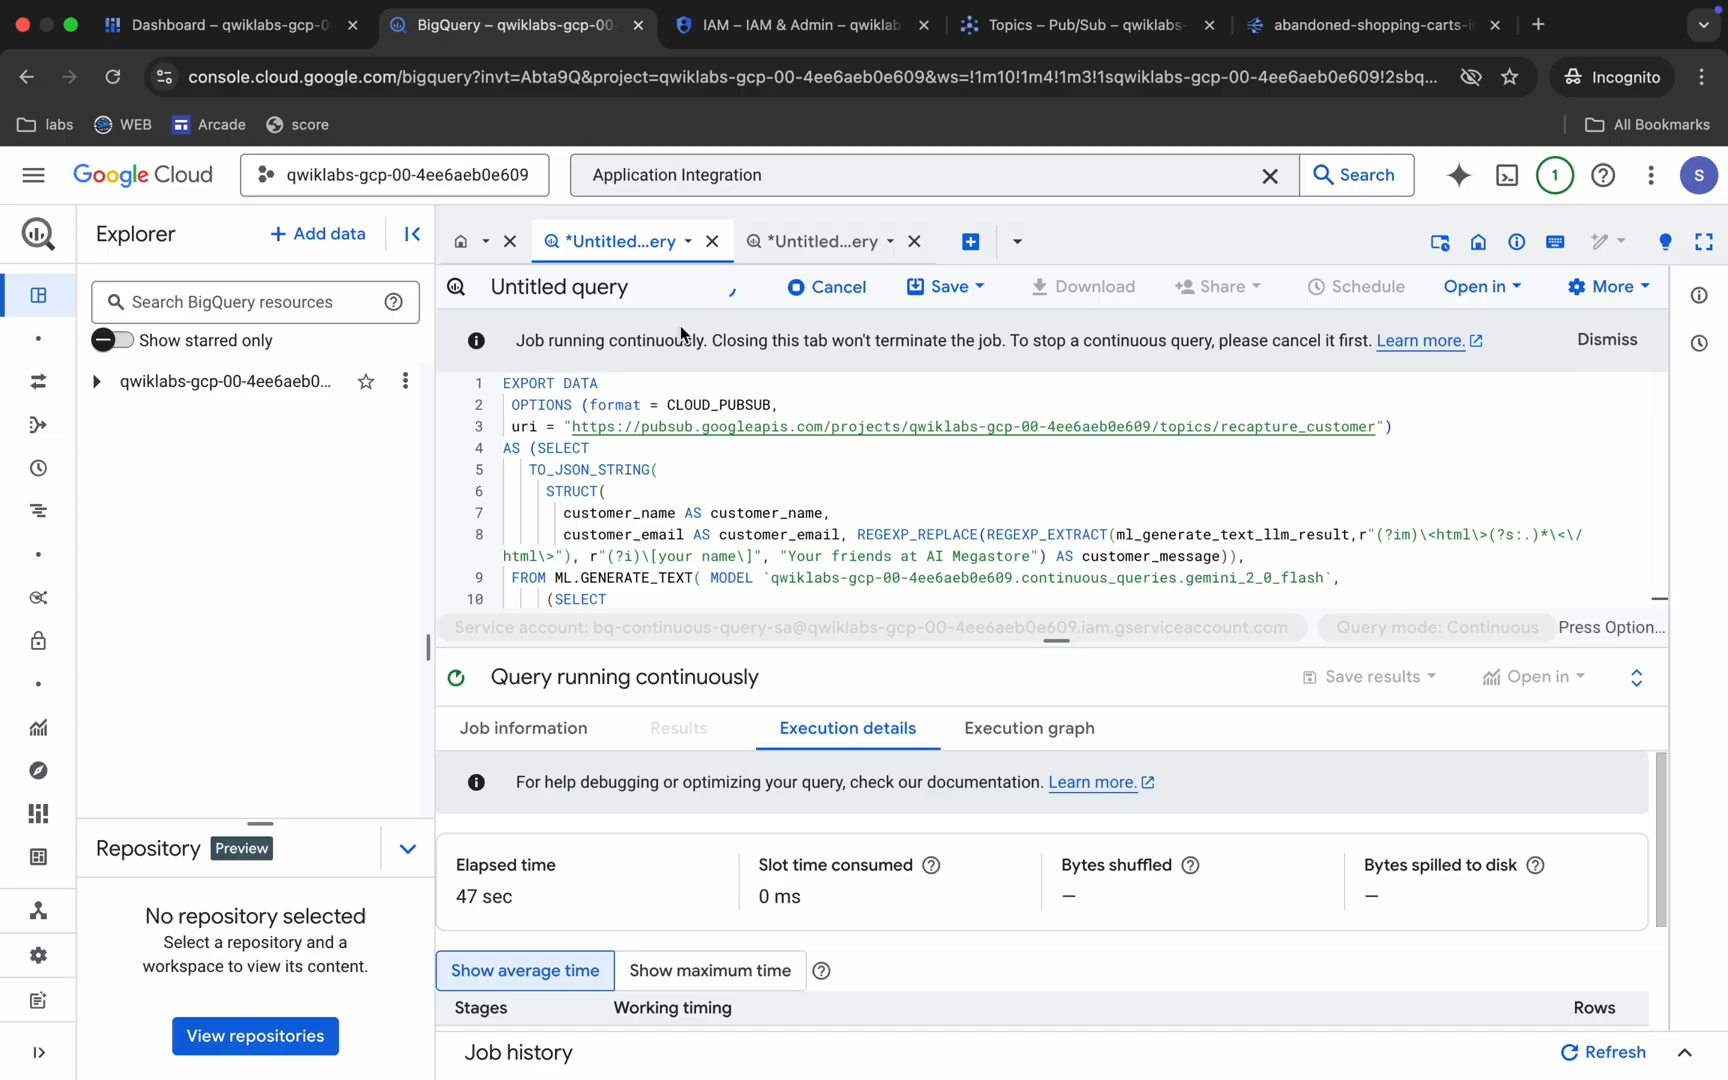 Dashboard – qwiklabs-gcp-0
BigQuery – qwiklabs-gcp-00-
IAM – IAM & Admin – qwiklab
Topics – Pub/Sub – qwiklabs-
abandoned-shopping-carts-i
console.cloud.google.com/bigquery?invt=Abta9Q&project=qwiklabs-gcp-00-4ee6aeb0e609&ws=!1m10!1m4!1m3!1sqwiklabs-gcp-00-4ee6aeb0e609!2sbq...
Incognito
labs
WEB
Arcade
score
All Bookmarks
Google Cloud
qwiklabs-gcp-00-4ee6aeb0e609
Application Integration
Search
1
S
Explorer
+ Add data
*Untitled...ery
*Untitled...ery
Search BigQuery resources
Show starred only
qwiklabs-gcp-00-4ee6aeb0...
Untitled query
Cancel
Save
Download
Share
Schedule
Open in
More
Job running continuously. Closing this tab won't terminate the job. To stop a continuous query, please cancel it first. Learn more.
Dismiss
1 EXPORT DATA
2 OPTIONS (format = CLOUD_PUBSUB,
3 uri = "https://pubsub.googleapis.com/projects/qwiklabs-gcp-00-4ee6aeb0e609/topics/recapture_customer")
4 AS (SELECT
5 TO_JSON_STRING(
6 STRUCT(
7 customer_name AS customer_name,
8 customer_email AS customer_email, REGEXP_REPLACE(REGEXP_EXTRACT(ml_generate_text_llm_result,r"(?im)\<html\>(?s:.)*\<\/
html\>"), r"(?i)\[your name\]", "Your friends at AI Megastore") AS customer_message)),
9 FROM ML.GENERATE_TEXT( MODEL `qwiklabs-gcp-00-4ee6aeb0e609.continuous_queries.gemini_2_0_flash`,
10 (SELECT
Service account: bq-continuous-query-sa@qwiklabs-gcp-00-4ee6aeb0e609.iam.gserviceaccount.com
Query mode: Continuous
Press Option...
Query running continuously
Save results
Open in
Job information
Results
Execution details
Execution graph
For help debugging or optimizing your query, check our documentation. Learn more.
Elapsed time
47 sec
Slot time consumed
0 ms
Bytes shuffled
–
Bytes spilled to disk
–
Show average time
Show maximum time
Stages
Working timing
Rows
Job history
Refresh
Repository
Preview
No repository selected
Select a repository and a
workspace to view its content.
View repositories